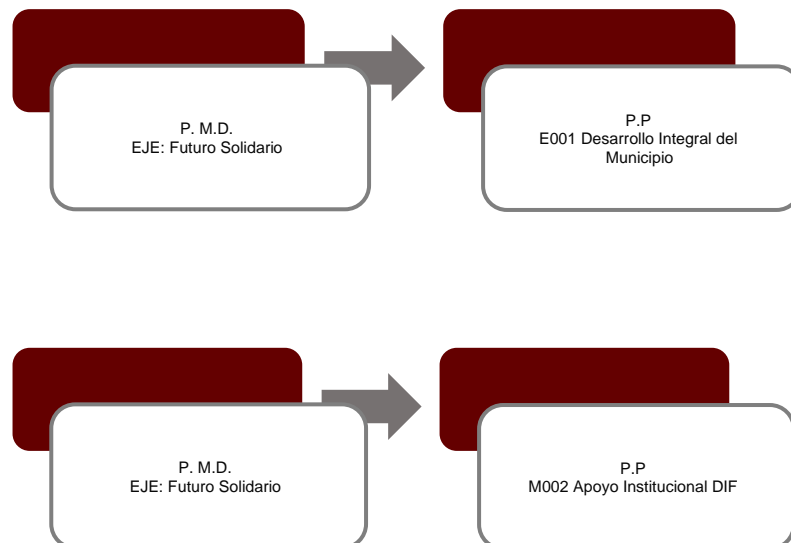 P. M.D.
EJE: Futuro Solidario
P.P
E001 Desarrollo Integral del
Municipio
P. M.D.
EJE: Futuro Solidario
P.P
M002 Apoyo Institucional DIF